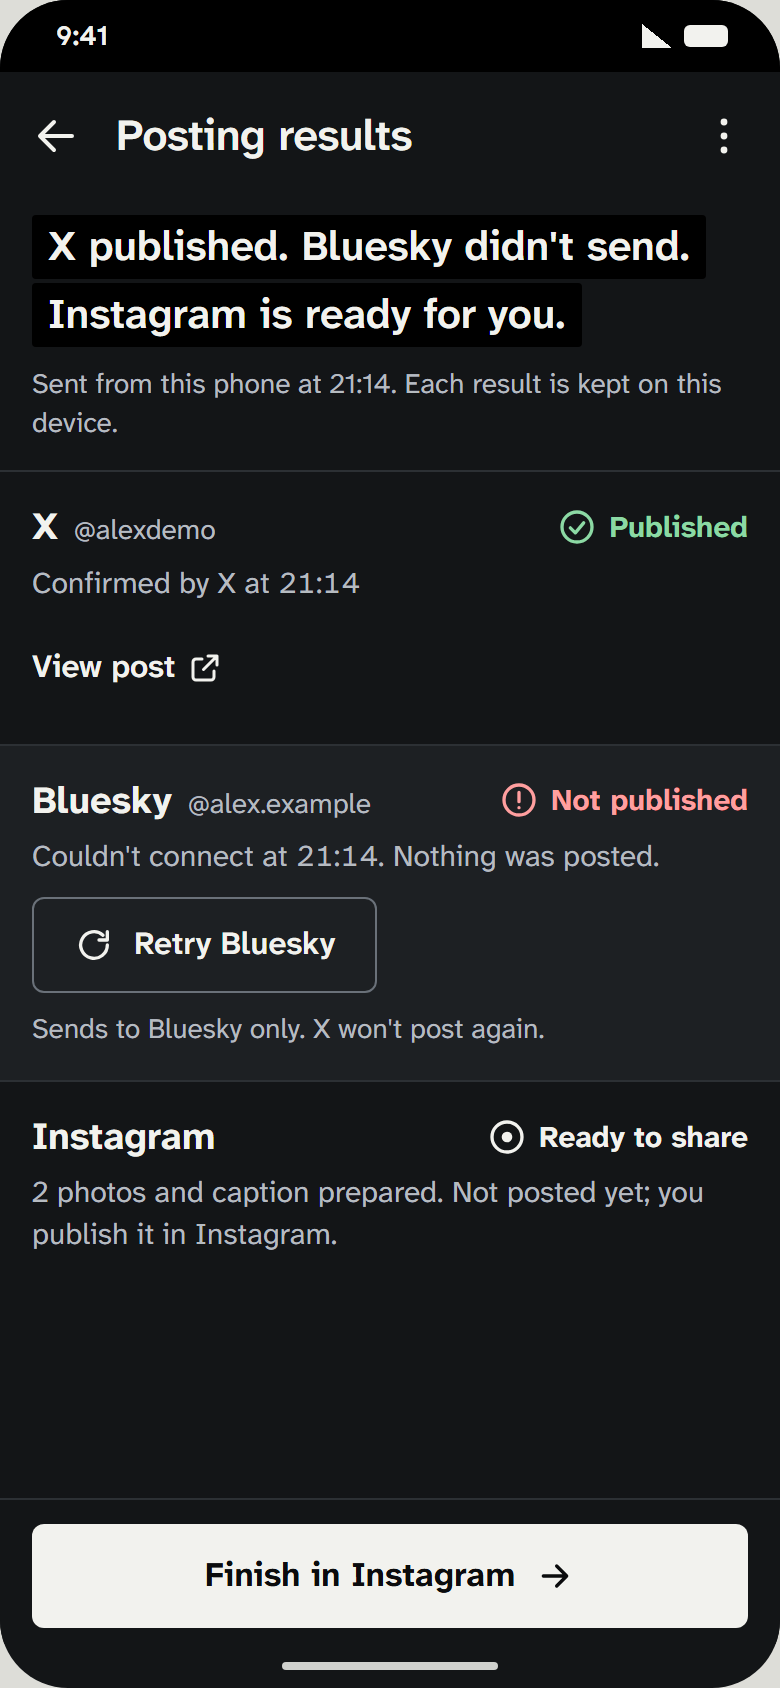 9:41
Posting results
X published. Bluesky didn't send.
Instagram is ready for you.
Sent from this phone at 21:14. Each result is kept on this
device.
X @alexdemo Published
Confirmed by X at 21:14
View post
Bluesky @alex.example Not published
Couldn't connect at 21:14. Nothing was posted.
Retry Bluesky
Sends to Bluesky only. X won't post again.
Instagram Ready to share
2 photos and caption prepared. Not posted yet; you
publish it in Instagram.
Finish in Instagram